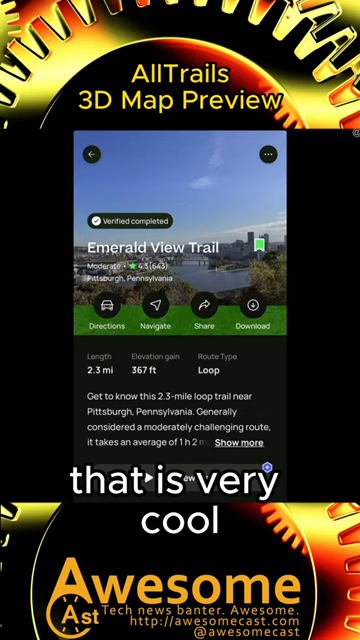 AllTrails
3D Map Preview
@
Verified completed
Emerald View Trail
Moderate • 4.3(643)
Pittsburgh, Pennsylvania
Directions Navigate Share Download
Length Elevation gain Route Type
2.3 mi 367 ft Loop
Get to know this 2.3-mile loop trail near
Pittsburgh, Pennsylvania. Generally
considered a moderately challenging route,
it takes an average of 1 h 2 Show more
that is very
cool
Awesome
Ast Tech news banter. Awesome.
http://awesomecast.com
@awesomecast